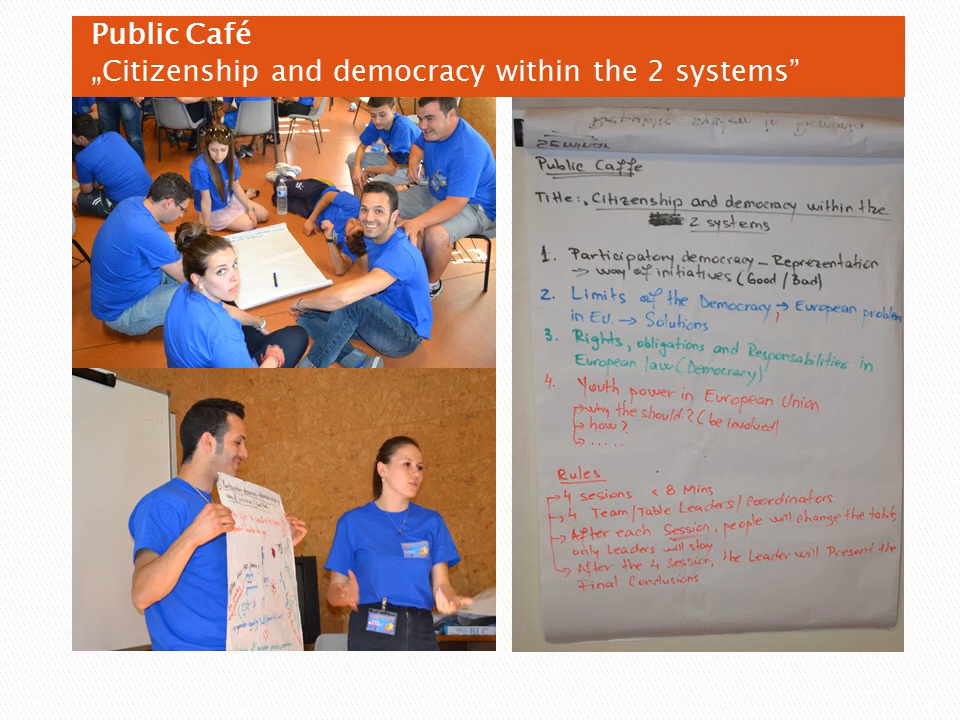 Public Café
„Citizenship and democracy within the 2 systems”
SEMINAR
Public Caffe
Title: „Citizenship and democracy within the
2 systems
1. Participatory democracy – Representation
→ way of initiatives (Good / Bad)
2. Limits of the Democracy → European problem
in EU. → Solutions
3. Rights, obligations and Responsabilities in
European law (Democracy)
4. Youth power in European Union
→ why the should? (be involved)
→ how?
→ .....
Rules
→ 4 sesions x 8 Mins
→ 4 Team/Table Leaders/Coordinators
→ After each Session, people will change the table,
only Leaders will stay
→ After the 4 Session, the Leader will Present the
Final Conclusions
BLC